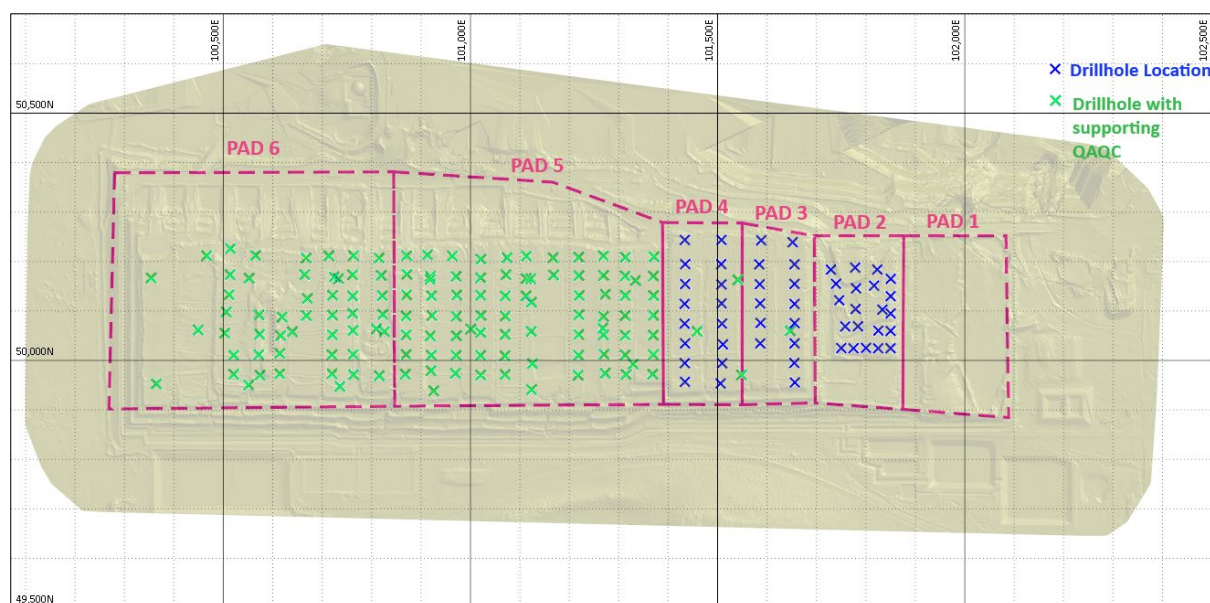 100,500E
101,000E
101,500E
102,000E
102,500E
Drillhole Location
Drillhole with
supporting
QAQC
50,500N
PAD 6
PAD 5
PAD 4
PAD 3
PAD 2
PAD 1
50,000N
49,500N